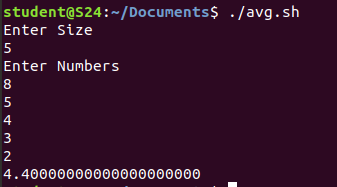 student@S24:~/Documents$ ./avg.sh
Enter Size
5
Enter Numbers
8
5
4
3
2
4.40000000000000000000